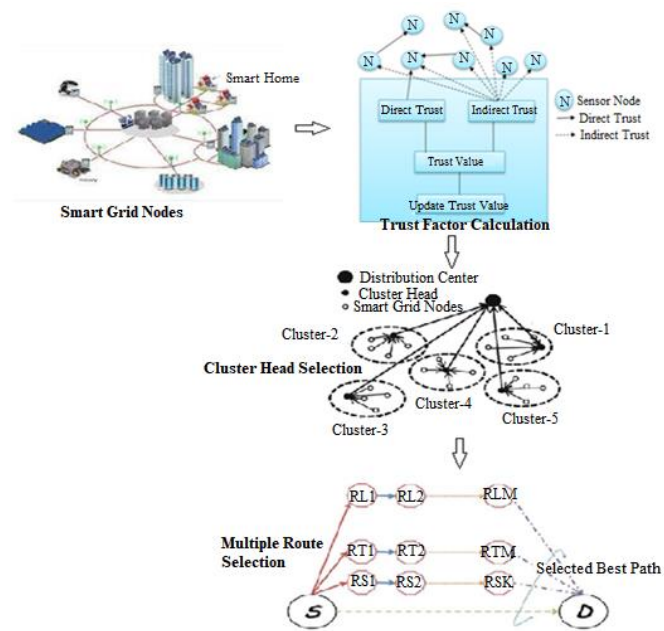 Smart Home
Smart Grid Nodes
N
N
N
N
N
N
N
N
Direct Trust
Indirect Trust
Trust Value
Update Trust Value
Trust Factor Calculation
N Sensor Node
Direct Trust
Indirect Trust
Distribution Center
Cluster Head
Smart Grid Nodes
Cluster-2
Cluster-1
Cluster Head Selection
Cluster-4
Cluster-5
Cluster-3
Multiple Route
Selection
RL1
RL2
RLM
RT1
RT2
RTM
RS1
RS2
RSK
Selected Best Path
S
D